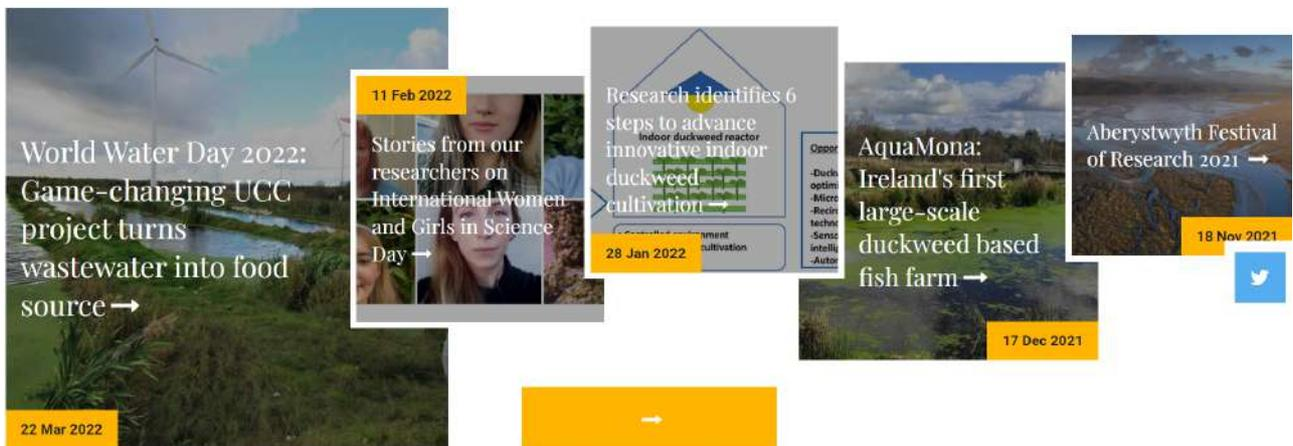 World Water Day 2022:
Game-changing UCC
project turns
wastewater into food
source →
22 Mar 2022
11 Feb 2022
Stories from our
researchers on
International Women
and Girls in Science
Day →
Research identifies 6
steps to advance
innovative indoor
duckweed
cultivation →
Indoor duckweed reactor
28 Jan 2022
AquaMona:
Ireland's first
large-scale
duckweed based
fish farm →
17 Dec 2021
Aberystwyth Festival
of Research 2021 →
18 Nov 2021
→